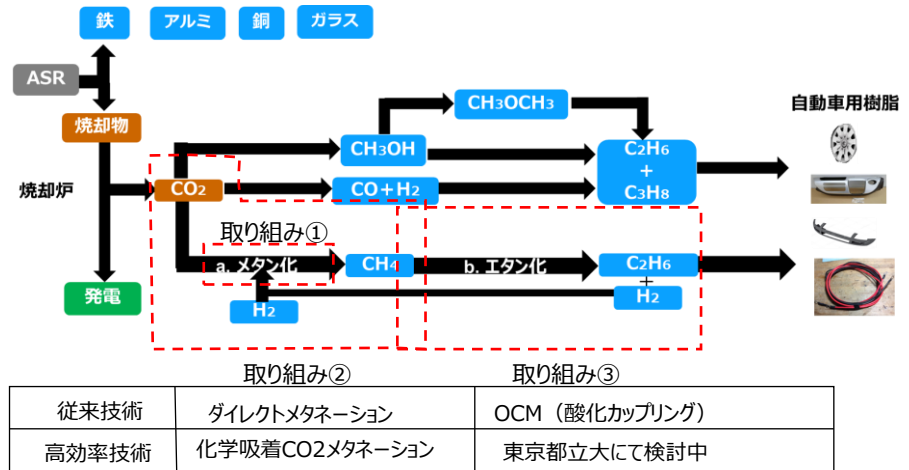 鉄 アルミ 銅 ガラス
ASR
焼却物
焼却炉
発電
CO2
CH3OCH3
CH3OH
CO+H2
C2H6
+
C3H8
自動車用樹脂
取り組み①
a. メタン化
CH4
b. エタン化
C2H6
+
H2
H2
取り組み② 取り組み③
従来技術 ダイレクトメタネーション OCM（酸化カップリング）
高効率技術 化学吸着CO2メタネーション 東京都立大にて検討中